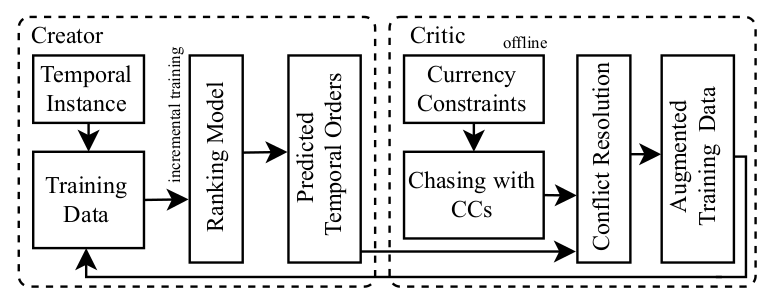 Creator
Temporal
Instance
Training
Data
incremental training
Ranking Model
Predicted
Temporal Orders
Critic
offline
Currency
Constraints
Chasing with
CCs
Conflict Resolution
Augmented
Training Data